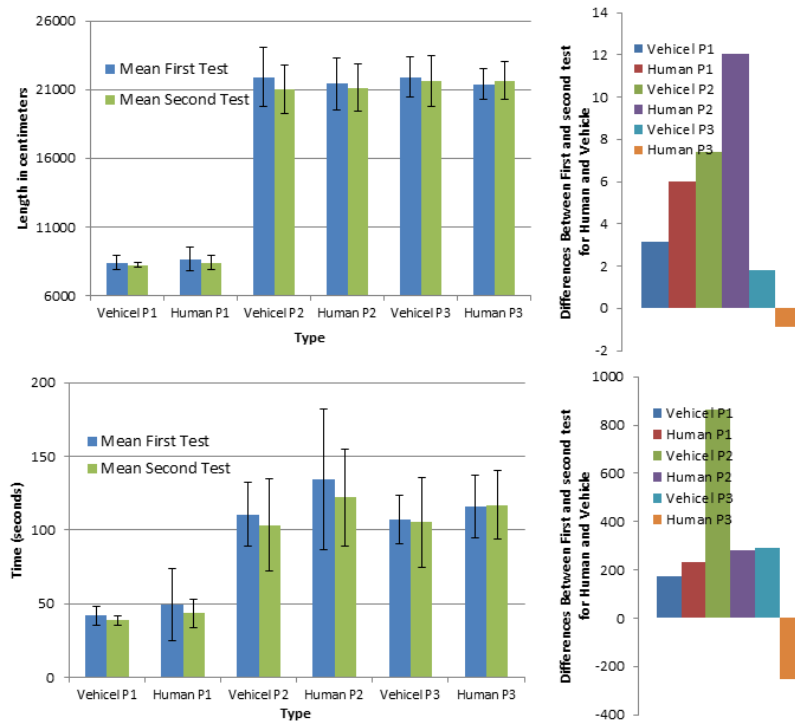 26000
21000
16000
11000
6000
Length in centimeters
Mean First Test
Mean Second Test
Vehicel P1 Human P1 Vehicel P2 Human P2 Vehicel P3 Human P3
Type
14
12
10
8
6
4
2
0
-2
Differences Between First and second test
for Human and Vehicle
Vehicel P1
Human P1
Vehicel P2
Human P2
Vehicel P3
Human P3
200
150
100
50
0
Time (seconds)
Mean First Test
Mean Second Test
Vehicel P1 Human P1 Vehicel P2 Human P2 Vehicel P3 Human P3
Type
1000
800
600
400
200
0
-200
-400
Differences Between First and second test
for Human and Vehicle
Vehicel P1
Human P1
Vehicel P2
Human P2
Vehicel P3
Human P3